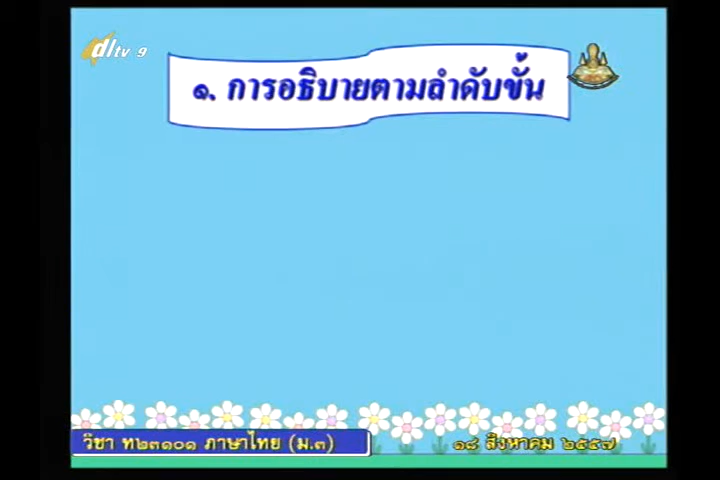 dltv 9
๑. การอธิบายตามลำดับขั้น
วิชา ท๒๓๑๐๑ ภาษาไทย (ม.๓)
๑๘ สิงหาคม ๒๕๕๗